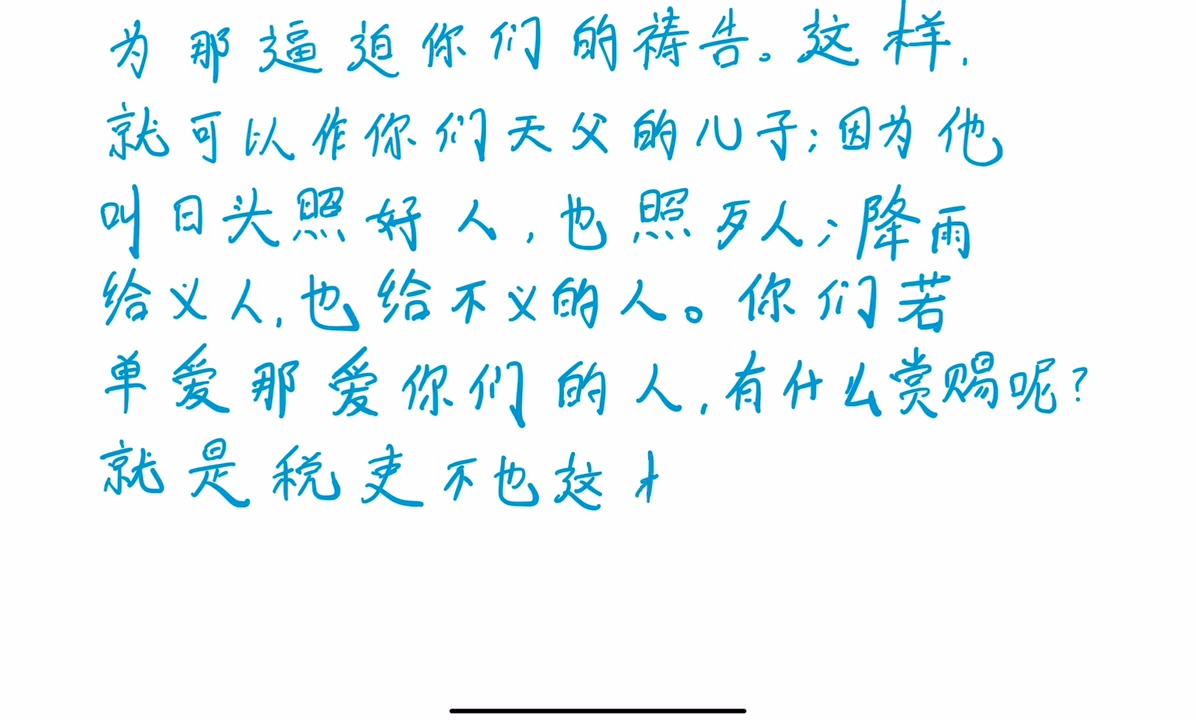 为那逼迫你们的祷告。这样,
就可以作你们天父的儿子;因为他
叫日头照好人,也照歹人;降雨
给义人,也给不义的人。你们若
单爱那爱你们的人,有什么赏赐呢?
就是税吏不也这